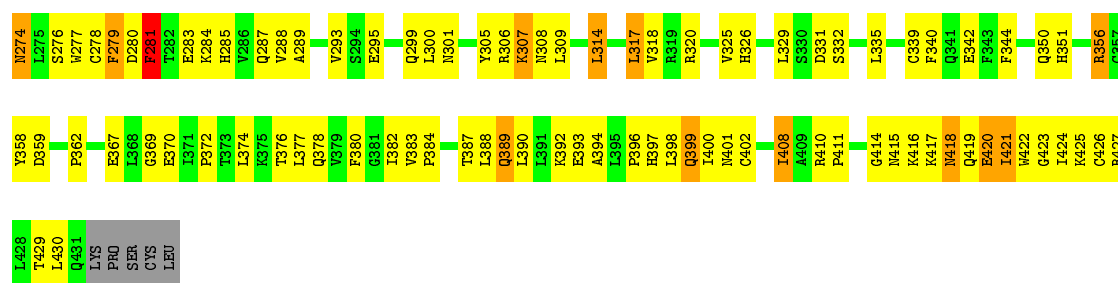 N274 L275 S276 W277 C278 F279 D280 F281 T282 E283 K284 H285 V286 Q287 V288 A289 V293 S294 E295 Q299 L300 N301 Y305 R306 K307 N308 L309 L314 L317 V318 R319 R320 V325 H326 L329 S330 D331 S332 L335 C339 F340 Q341 E342 F343 F344 Q350 H351 R356 C357
Y358 D359 P362 E367 L368 G369 E370 I371 P372 T373 L374 K375 T376 L377 Q378 V379 F380 G381 I382 V383 P384 T387 L388 Q389 L390 L391 K392 E393 A394 L395 P396 H397 L398 Q399 I400 N401 C402 I408 A409 R410 P411 G414 N415 K416 K417 N418 Q419 E420 I421 W422 G423 I424 K425 C426 R427
L428 T429 L430 Q431 LYS PRO SER CYS LEU